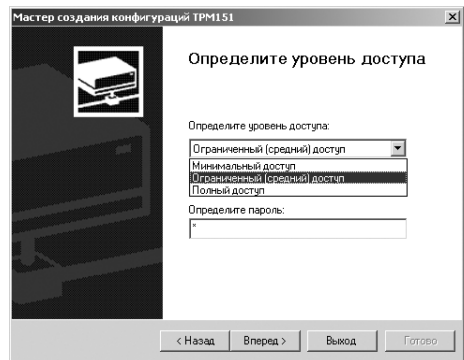 Мастер создания конфигураций ТРМ151
Определите уровень доступа
Определите уровень доступа:
Ограниченный (средний) доступ
Минимальный доступ
Ограниченный (средний) доступ
Полный доступ
Определите пароль:
*
< Назад
Вперед >
Выход
Готово